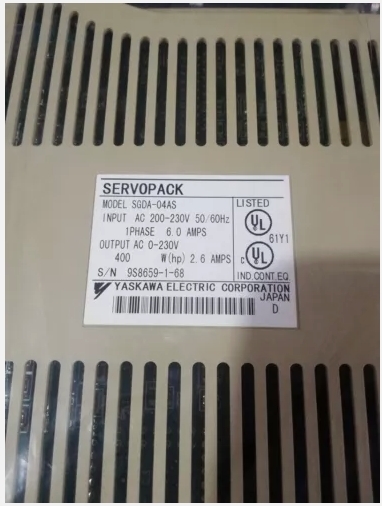 SERVOPACK
MODEL SGDA-04AS
INPUT AC 200-230V 50/60Hz
1PHASE 6.0 AMPS
OUTPUT AC 0-230V
400 W(hp) 2.6 AMPS
S/N 9S8659-1-68
LISTED
UL
61Y1
c UL
IND.CONT.EQ
YASKAWA ELECTRIC CORPORATION
JAPAN
D